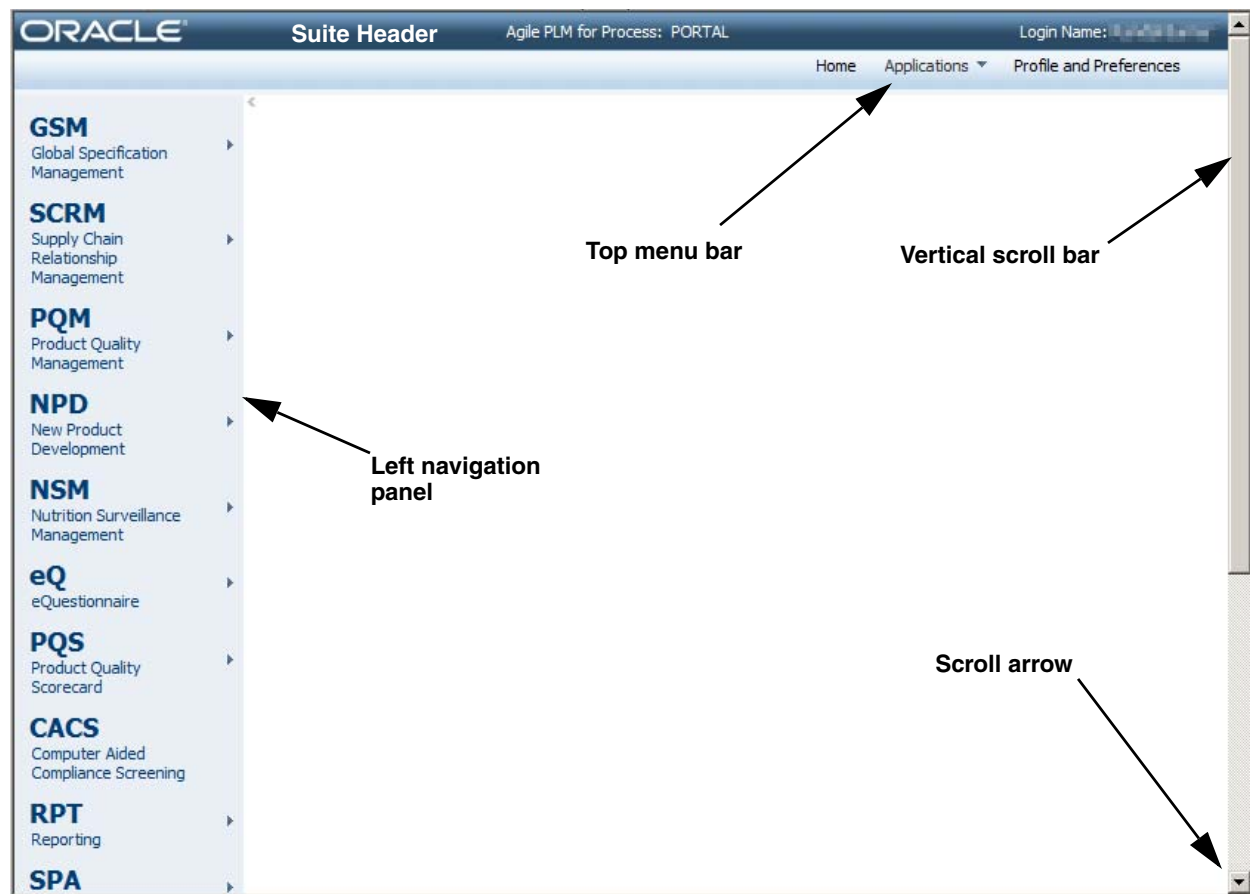 ORACLE Suite Header Agile PLM for Process: PORTAL Login Name:
Home Applications Profile and Preferences
GSM
Global Specification
Management
SCRM
Supply Chain
Relationship
Management
Top menu bar
Vertical scroll bar
PQM
Product Quality
Management
NPD
New Product
Development
Left navigation
panel
NSM
Nutrition Surveillance
Management
eQ
eQuestionnaire
PQS
Product Quality
Scorecard
Scroll arrow
CACS
Computer Aided
Compliance Screening
RPT
Reporting
SPA